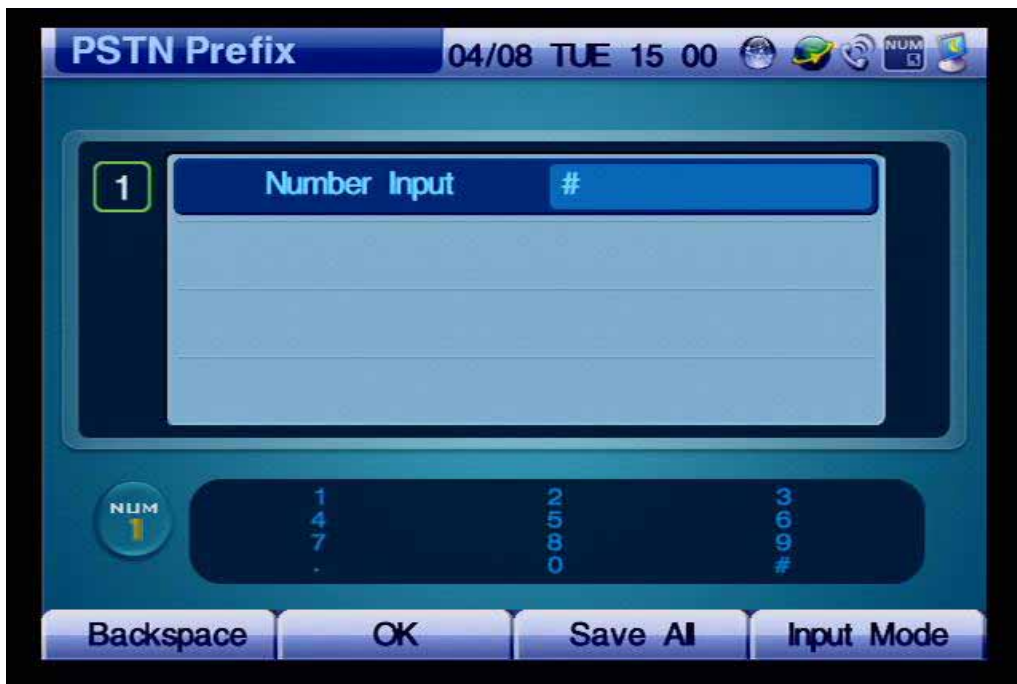 PSTN Prefix 04/08 TUE 15 00 NUM
1 Number Input #
NUM
1
1 2 3
4 5 6
7 8 9
. 0 #
Backspace OK Save All Input Mode